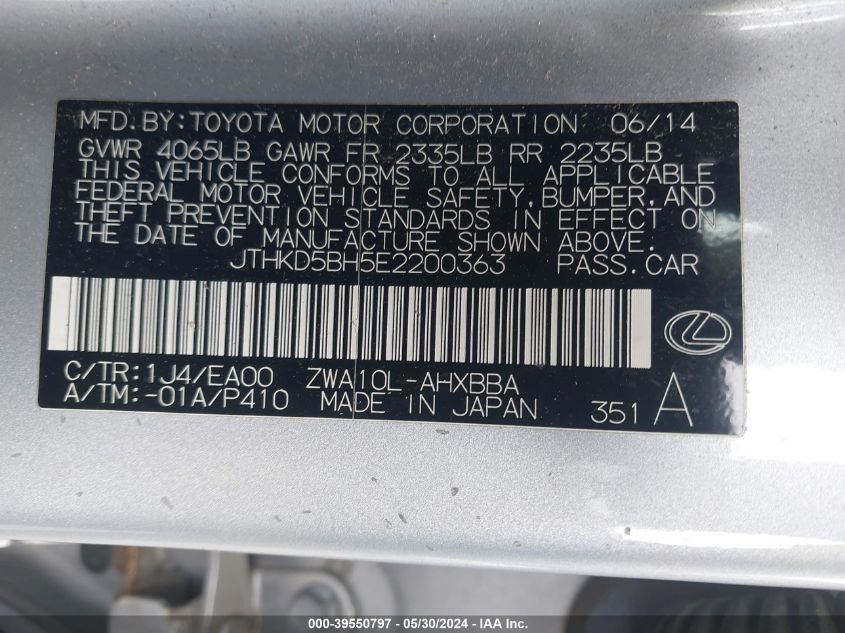 MFD.BY:TOYOTA MOTOR CORPORATION 06/14
GVWR 4065LB GAWR FR 2335LB RR 2235LB
THIS VEHICLE CONFORMS TO ALL APPLICABLE
FEDERAL MOTOR VEHICLE SAFETY,BUMPER,AND
THEFT PREVENTION STANDARDS IN EFFECT ON
THE DATE OF MANUFACTURE SHOWN ABOVE.
JTHKD5BH5E2200363 PASS.CAR
C/TR:1J4/EA00 ZWA10L-AHXBBA
A/TM:-01A/P410 MADE IN JAPAN 351 A
000-39550797 - 05/30/2024 - IAA, Inc.